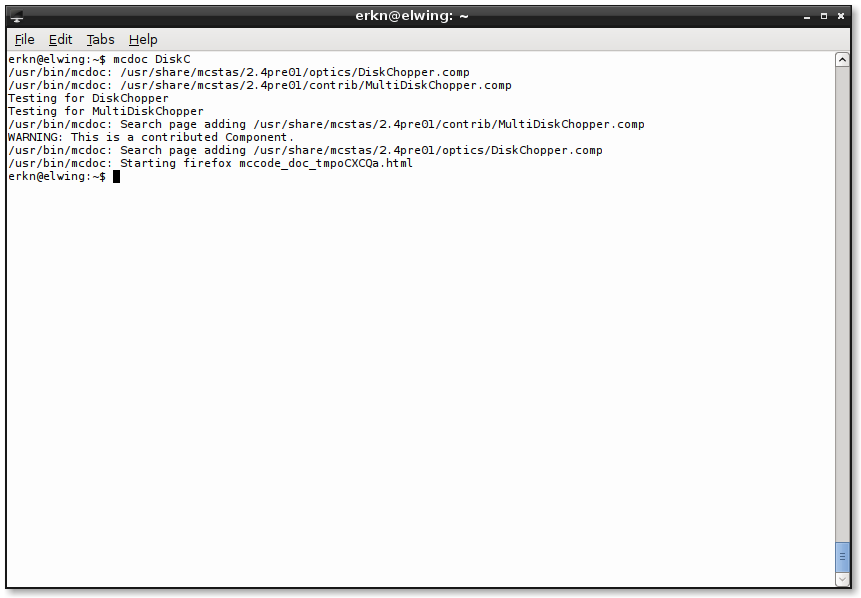 erkn@elwing: ~
File Edit Tabs Help
erkn@elwing:~$ mcdoc DiskC
/usr/bin/mcdoc: /usr/share/mcstas/2.4pre01/optics/DiskChopper.comp
/usr/bin/mcdoc: /usr/share/mcstas/2.4pre01/contrib/MultiDiskChopper.comp
Testing for DiskChopper
Testing for MultiDiskChopper
/usr/bin/mcdoc: Search page adding /usr/share/mcstas/2.4pre01/contrib/MultiDiskChopper.comp
WARNING: This is a contributed Component.
/usr/bin/mcdoc: Search page adding /usr/share/mcstas/2.4pre01/optics/DiskChopper.comp
/usr/bin/mcdoc: Starting firefox mccode_doc_tmpoCXCQa.html
erkn@elwing:~$